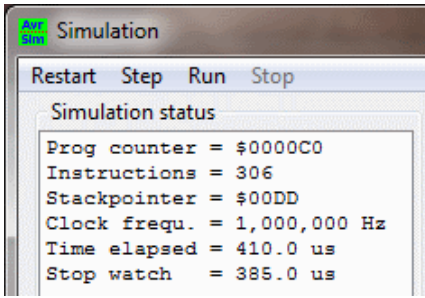 Avr
Sim
Simulation
Restart Step Run Stop
Simulation status
Prog counter = $0000C0
Instructions = 306
Stackpointer = $00DD
Clock frequ. = 1,000,000 Hz
Time elapsed = 410.0 us
Stop watch   = 385.0 us